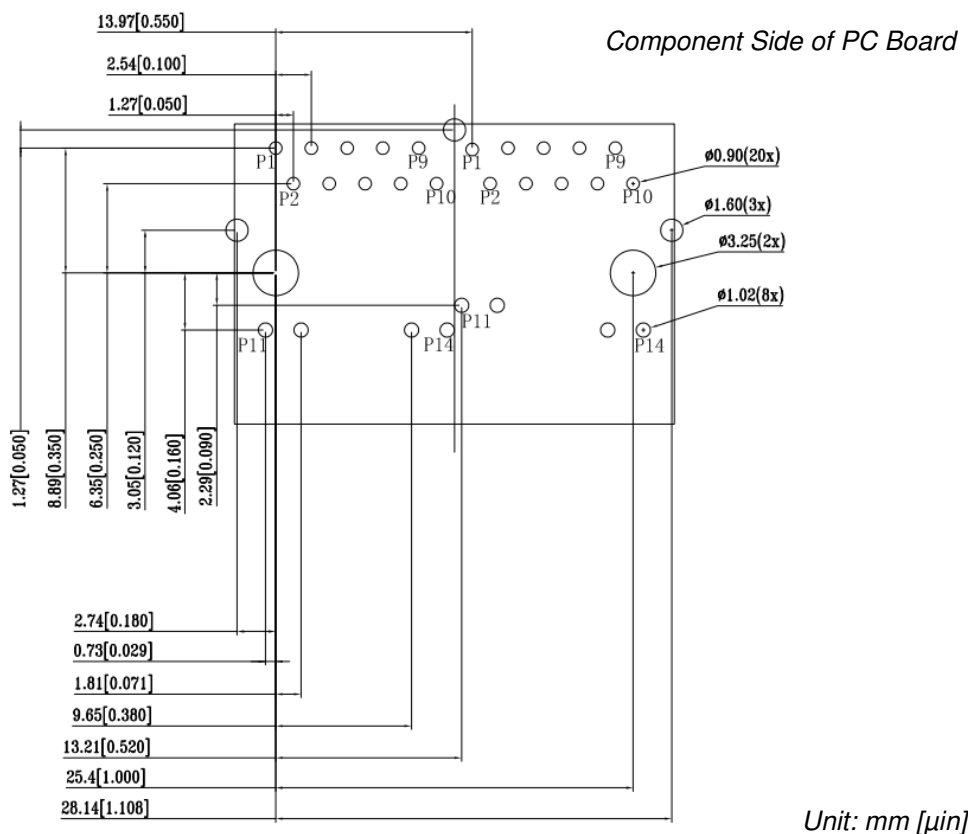 13.97[0.550]
Component Side of PC Board
2.54[0.100]
1.27[0.050]
P1
P9
P1
P9
ø0.90(20x)
P2
P10
P2
P10
ø1.60(3x)
ø3.25(2x)
ø1.02(8x)
P11
P11
P14
P14
1.27[0.050]
8.89[0.350]
6.35[0.250]
3.05[0.120]
4.06[0.160]
2.29[0.090]
2.74[0.180]
0.73[0.029]
1.81[0.071]
9.65[0.380]
13.21[0.520]
25.4[1.000]
28.14[1.108]
Unit: mm [µin]